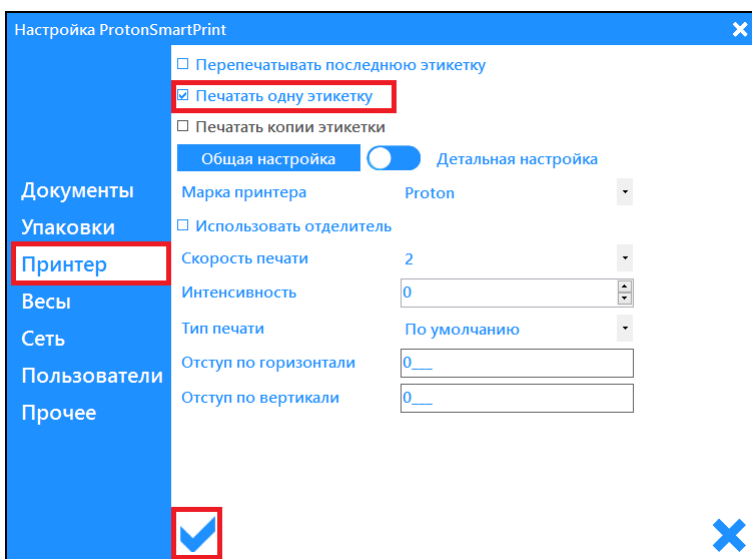 Настройка ProtonSmartPrint
Перепечатывать последнюю этикетку
Печатать одну этикетку
Печатать копии этикетки
Общая настройка Детальная настройка
Документы
Упаковки
Принтер
Весы
Сеть
Пользователи
Прочее
Марка принтера Proton
Использовать отделитель
Скорость печати 2
Интенсивность 0
Тип печати По умолчанию
Отступ по горизонтали 0___
Отступ по вертикали 0___